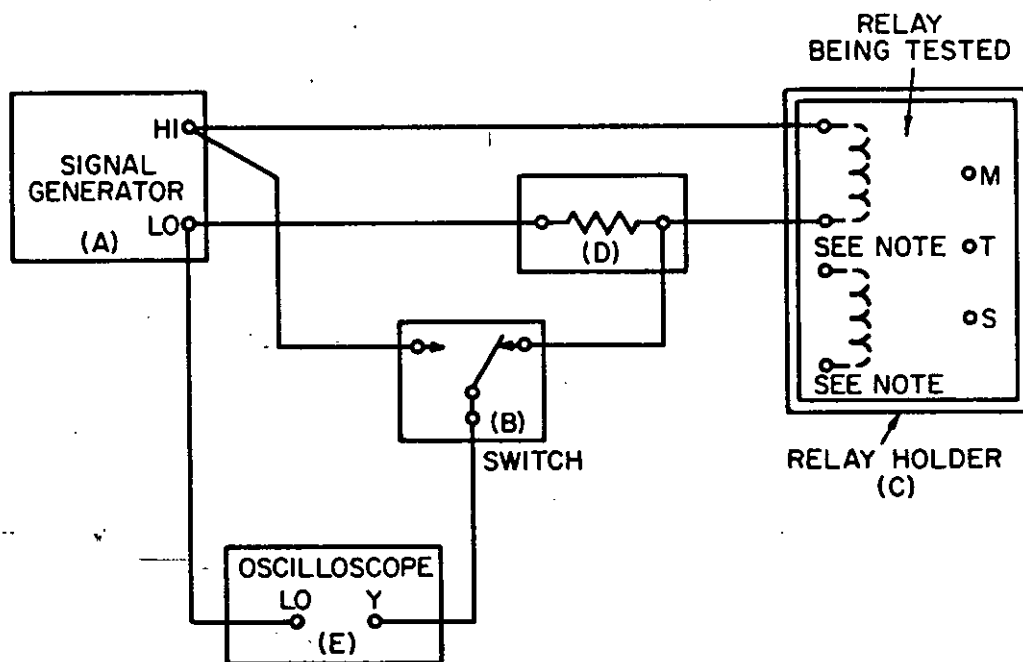 RELAY
BEING TESTED
HI
SIGNAL
GENERATOR
LO
(A)
M
(D)
SEE NOTE
T
S
SEE NOTE
(B)
SWITCH
RELAY HOLDER
(C)
OSCILLOSCOPE
LO Y
(E)